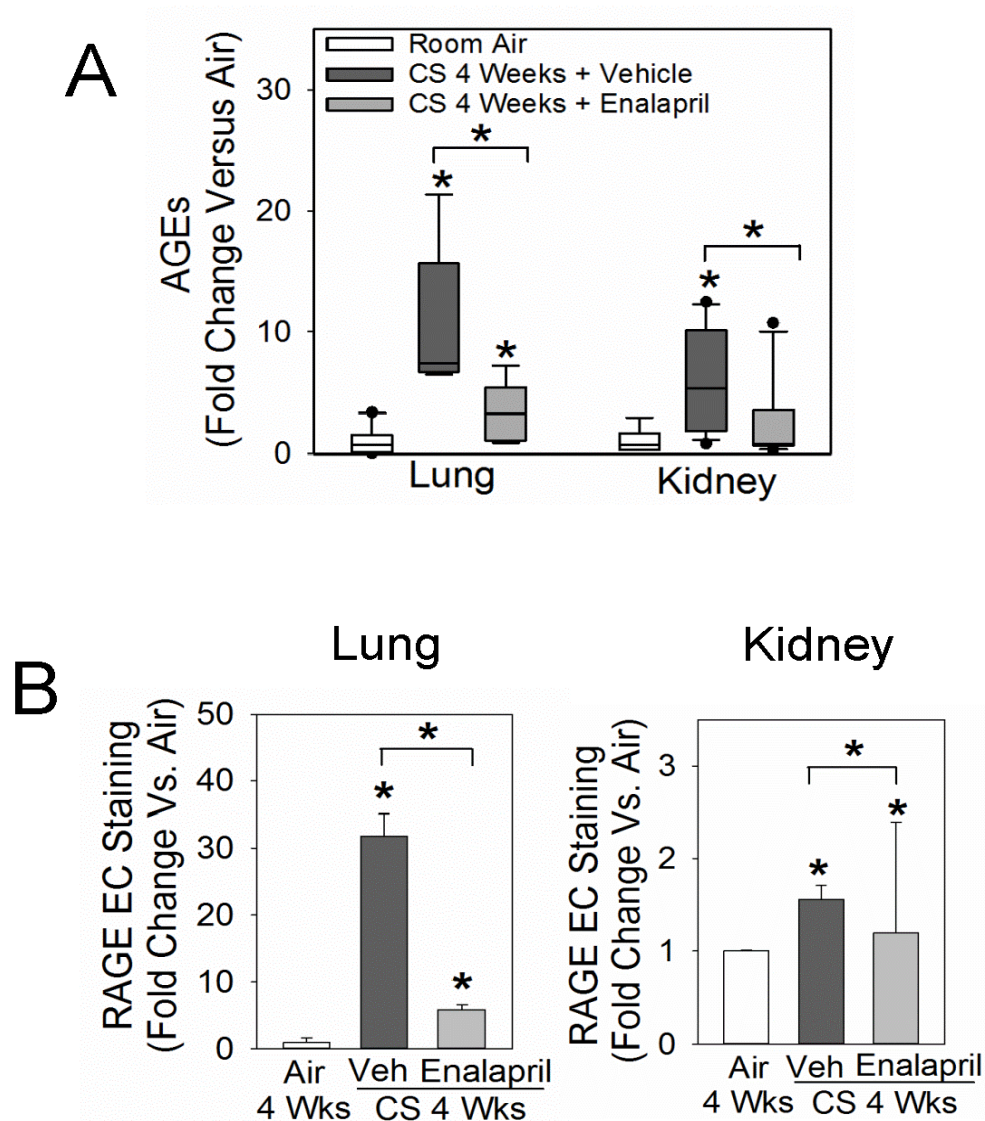 A
Room Air
CS 4 Weeks + Vehicle
CS 4 Weeks + Enalapril
AGEs
(Fold Change Versus Air)
30
20
10
0
*
*
*
*
*
Lung
Kidney
B
Lung
RAGE EC Staining
(Fold Change Vs. Air)
50
40
30
20
10
0
*
*
*
Air
Veh
Enalapril
4 Wks
CS 4 Wks
Kidney
RAGE EC Staining
(Fold Change Vs. Air)
3
2
1
0
*
*
*
Air
Veh
Enalapril
4 Wks
CS 4 Wks